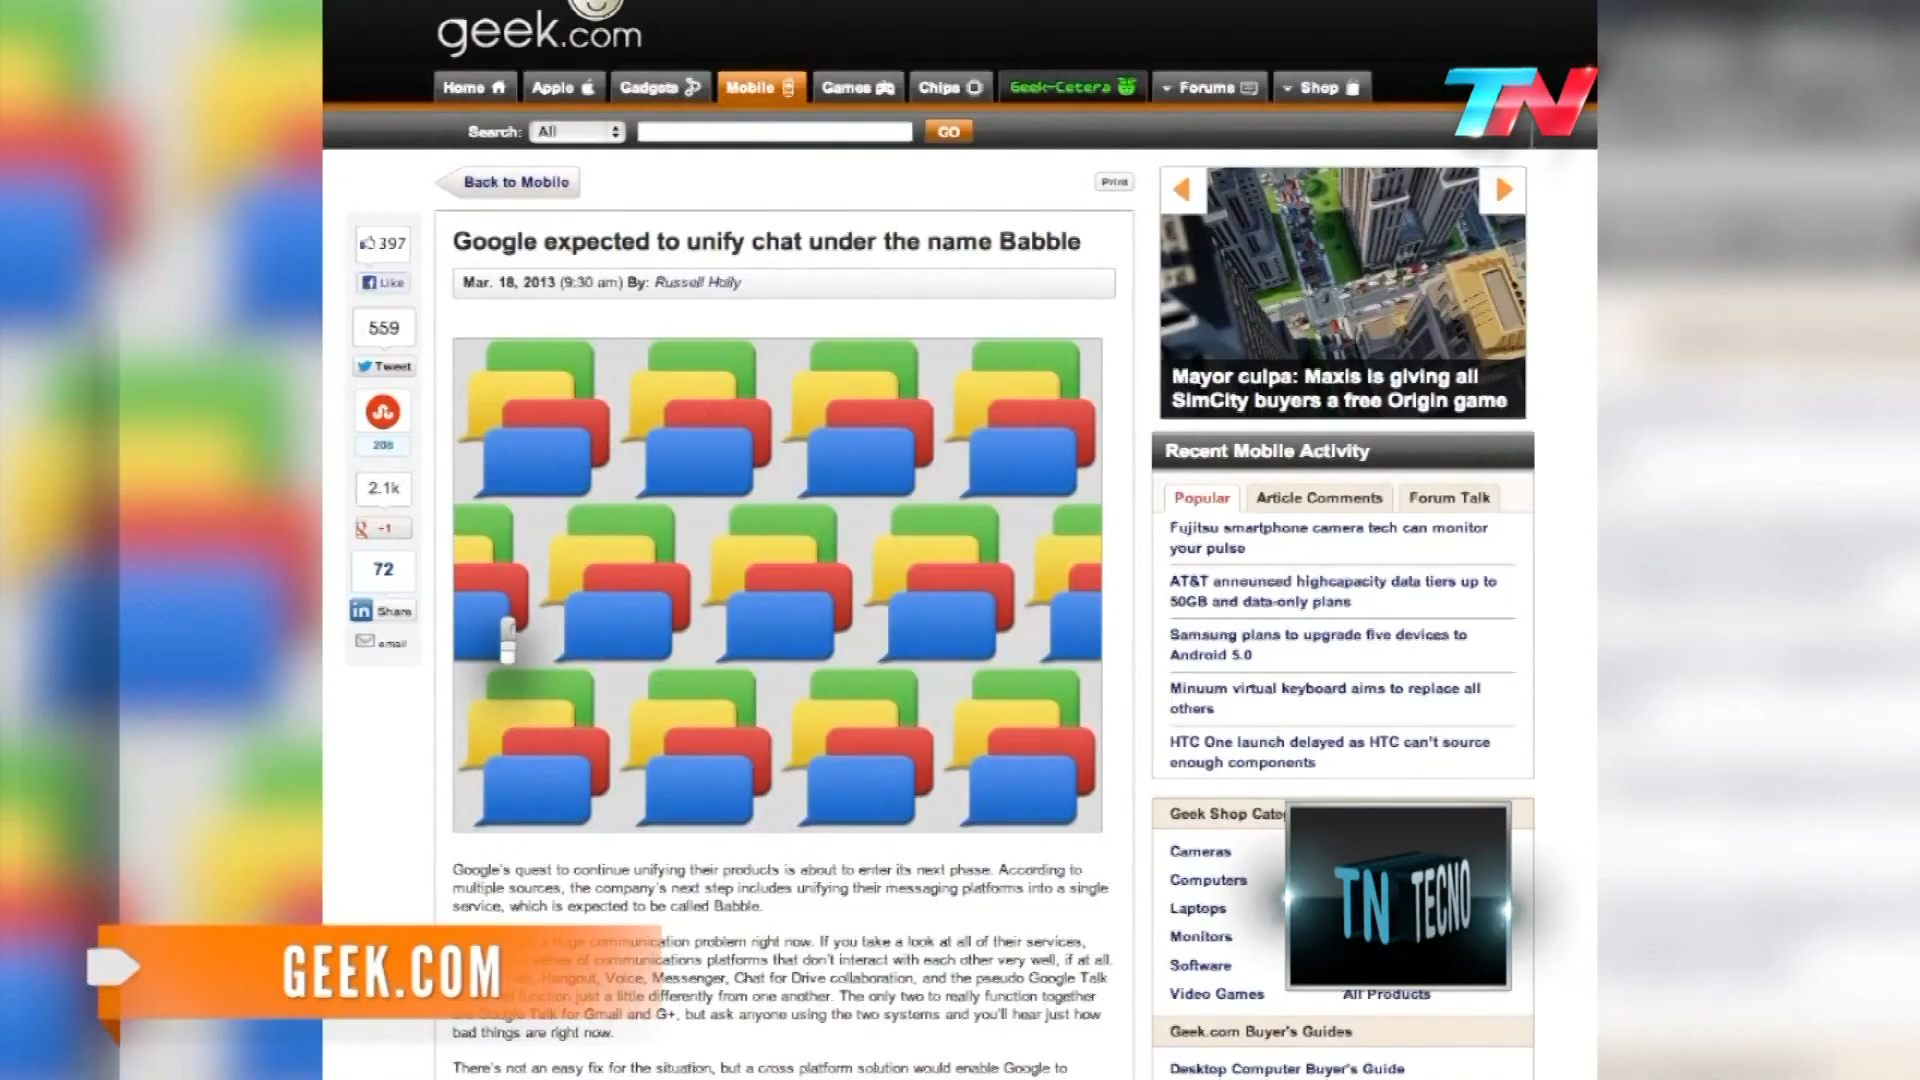 geek.com
Home
Apple
Gadgets
Mobile
Games
Chips
Geek-Cetera
Forums
Shop
TN
Search:
All
GO
Back to Mobile
Print
397
Like
559
Tweet
208
2.1k
+1
72
in Share
email
Google expected to unify chat under the name Babble
Mar. 18, 2013 (9:30 am) By: Russell Holly
Google's quest to continue unifying their products is about to enter its next phase. According to
multiple sources, the company's next step includes unifying their messaging platforms into a single
service, which is expected to be called Babble.
a huge communication problem right now. If you take a look at all of their services,
of communications platforms that don't interact with each other very well, if at all.
Hangout, Voice, Messenger, Chat for Drive collaboration, and the pseudo Google Talk
function just a little differently from one another. The only two to really function together
Google Talk for Gmail and G+, but ask anyone using the two systems and you'll hear just how
bad things are right now.
There's not an easy fix for the situation, but a cross platform solution would enable Google to
Mayor culpa: Maxis is giving all
SimCity buyers a free Origin game
Recent Mobile Activity
Popular
Article Comments
Forum Talk
Fujitsu smartphone camera tech can monitor
your pulse
AT&T announced highcapacity data tiers up to
50GB and data-only plans
Samsung plans to upgrade five devices to
Android 5.0
Minuum virtual keyboard aims to replace all
others
HTC One launch delayed as HTC can't source
enough components
Geek Shop
Cameras
Computers
Laptops
Monitors
Software
Video Games
All Products
Geek.com Buyer's Guides
Desktop Computer Buyer's Guide
TN TECNO
GEEK.COM